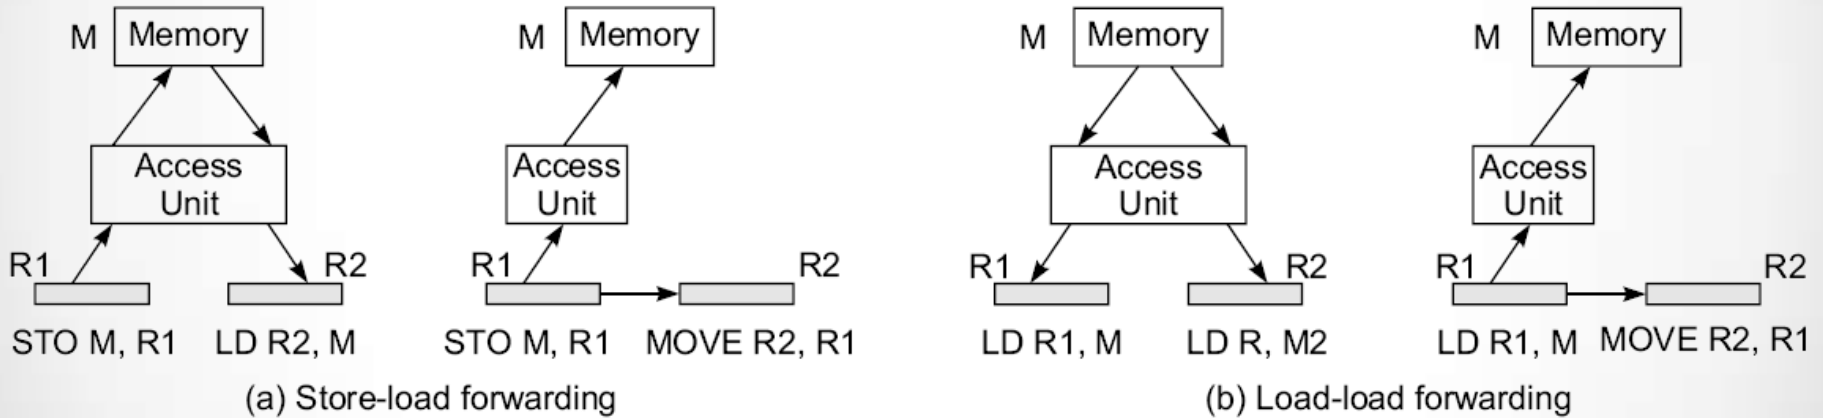 M Memory
Access
Unit
R1 R2
STO M, R1 LD R2, M
M Memory
Access
Unit
R1 R2
STO M, R1 MOVE R2, R1
(a) Store-load forwarding
M Memory
Access
Unit
R1 R2
LD R1, M LD R, M2
M Memory
Access
Unit
R1 R2
LD R1, M MOVE R2, R1
(b) Load-load forwarding